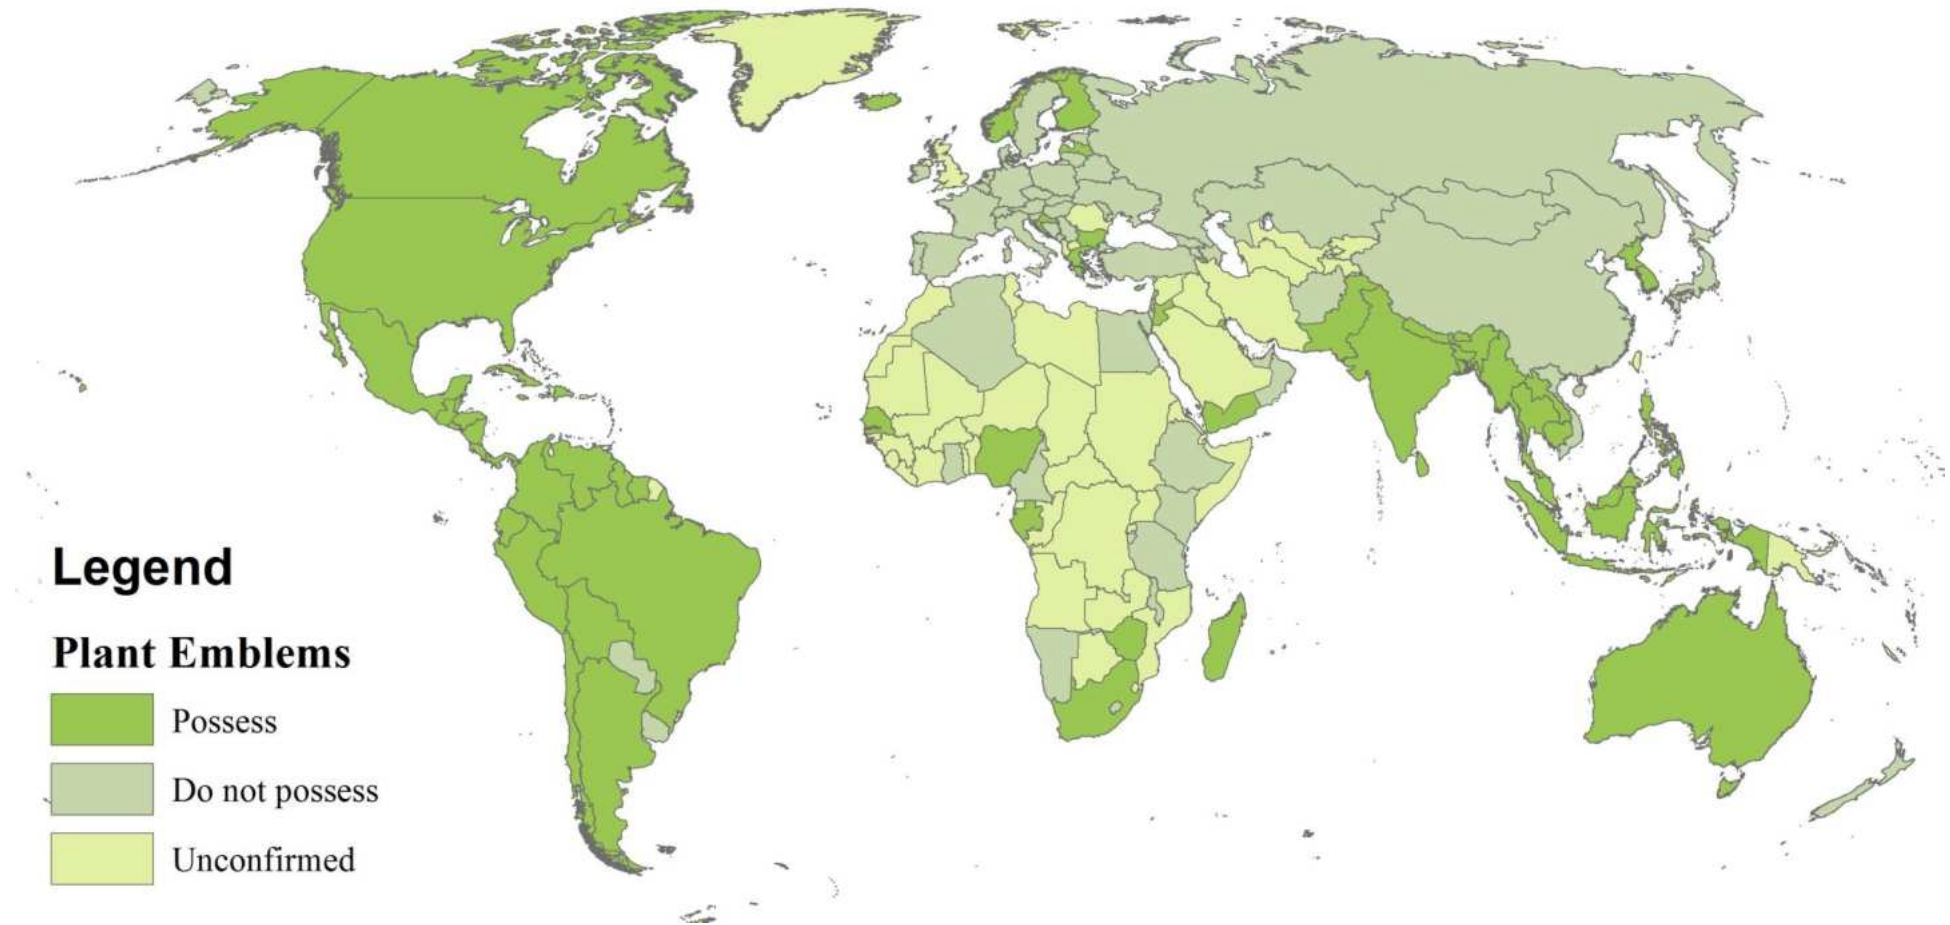 Legend
Plant Emblems
Possess
Do not possess
Unconfirmed